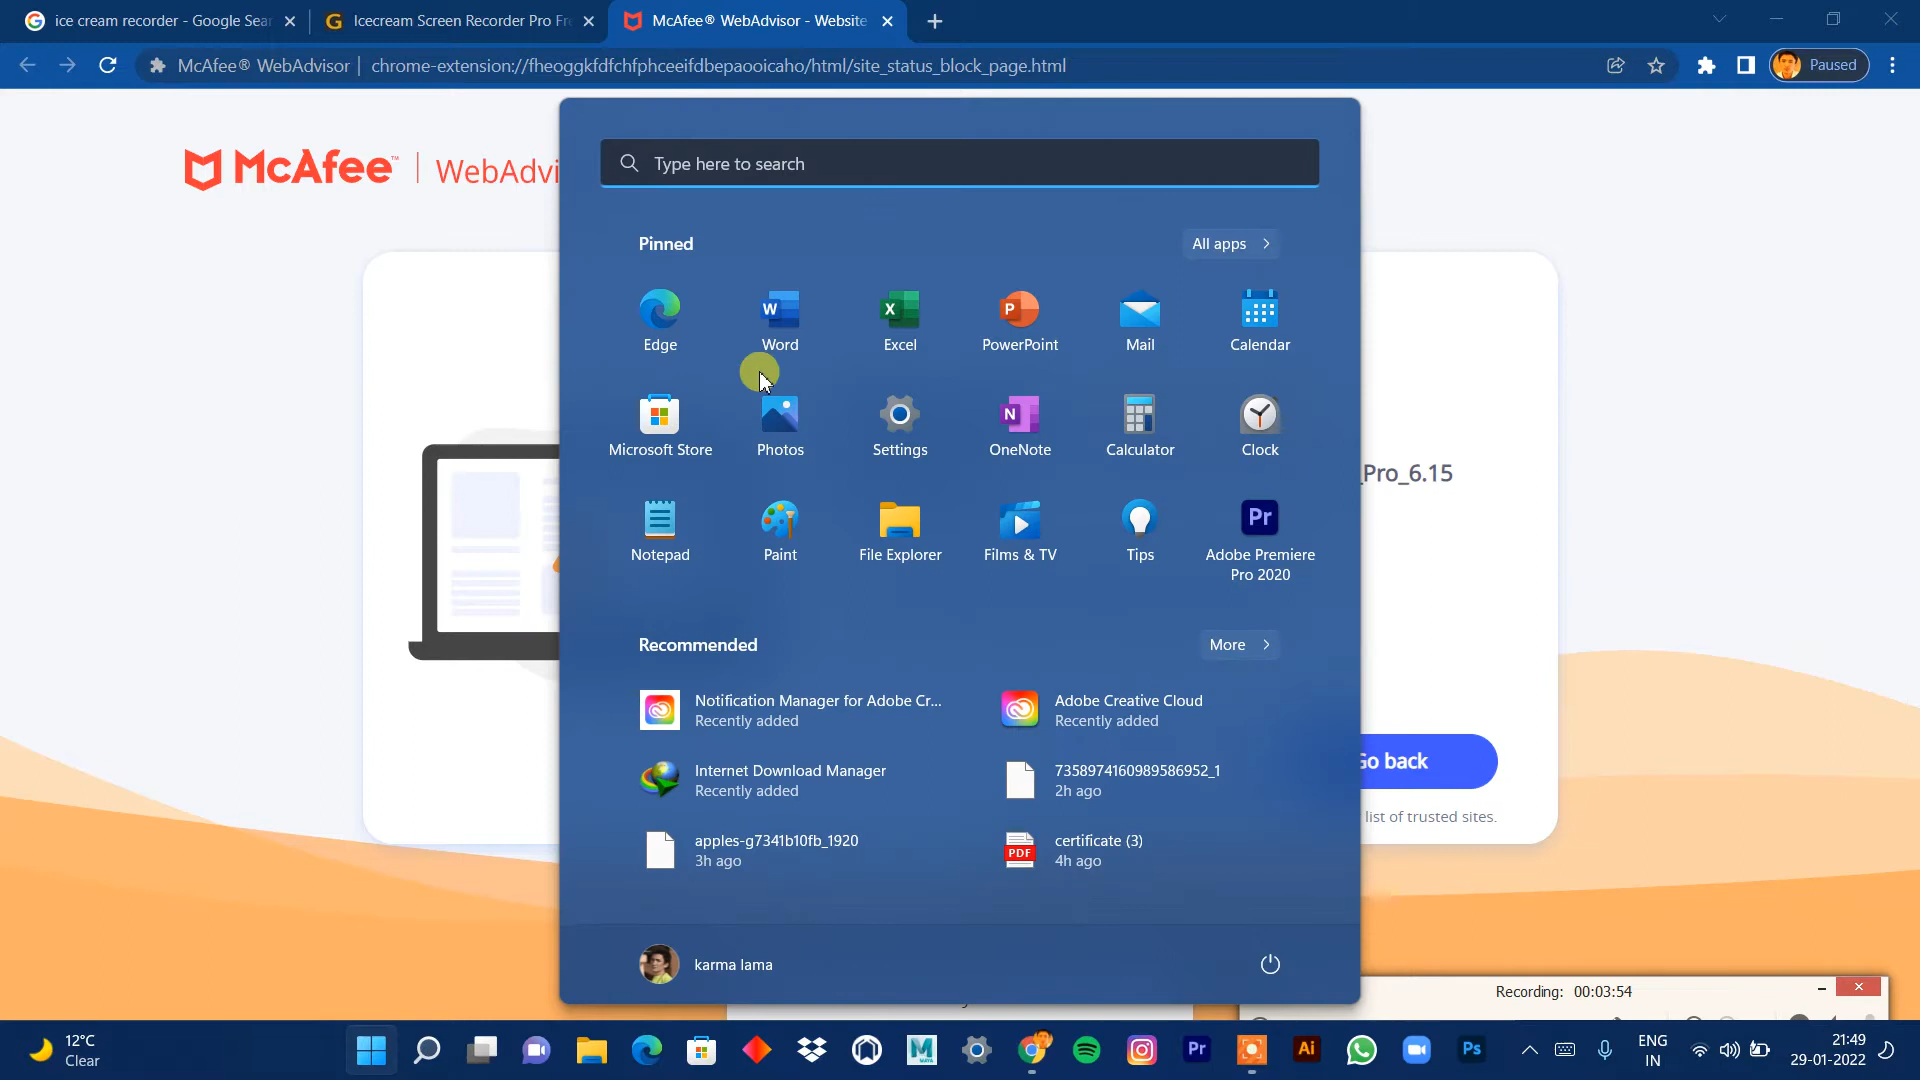 ice cream recorder - Google Sear
Icecream Screen Recorder Pro Fre
McAfee® WebAdvisor - Website
McAfee® WebAdvisor | chrome-extension://fheoggkfdfchfphceeifdbepaooicaho/html/site_status_block_page.html
Paused
McAfee™ | WebAdvi
Type here to search
Pinned
All apps
Edge
Word
Excel
PowerPoint
Mail
Calendar
Microsoft Store
Photos
Settings
OneNote
Calculator
Clock
_Pro_6.15
Notepad
Paint
File Explorer
Films & TV
Tips
Adobe Premiere
Pro 2020
Recommended
More
Notification Manager for Adobe Cr...
Recently added
Adobe Creative Cloud
Recently added
Internet Download Manager
Recently added
7358974160989586952_1
2h ago
Go back
list of trusted sites.
apples-g7341b10fb_1920
3h ago
PDF
certificate (3)
4h ago
karma lama
Recording: 00:03:54
12°C
Clear
ENG
IN
21:49
29-01-2022